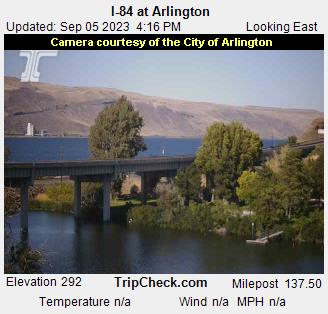 I-84 at Arlington
Updated: Sep 05 2023 4:16 PM Looking East
Camera courtesy of the City of Arlington
Elevation 292 TripCheck.com Milepost 137.50
Temperature n/a Wind n/a MPH n/a